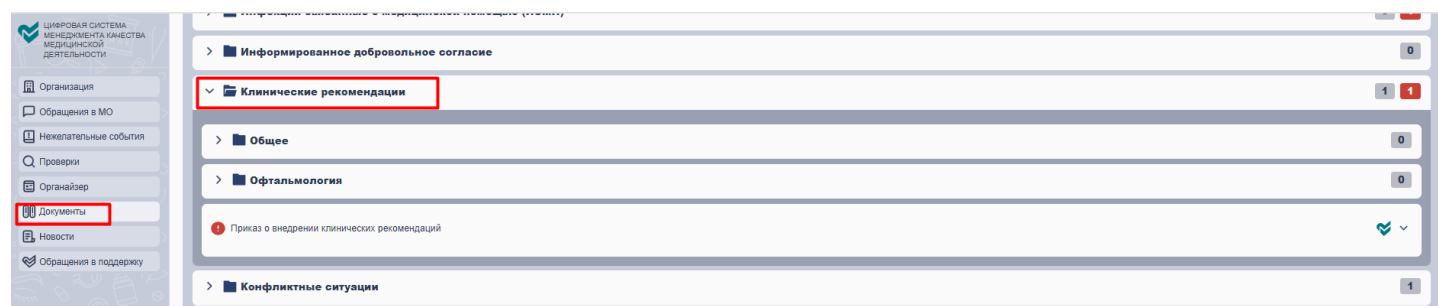 ЦИФРОВАЯ СИСТЕМА
МЕНЕДЖМЕНТА КАЧЕСТВА
МЕДИЦИНСКОЙ
ДЕЯТЕЛЬНОСТИ
Организация
Обращения в МО
Нежелательные события
Проверки
Органайзер
Документы
Новости
Обращения в поддержку
Информированное добровольное согласие 0
Клинические рекомендации 1 1
Общее 0
Офтальмология 0
Приказ о внедрении клинических рекомендаций
Конфликтные ситуации 1